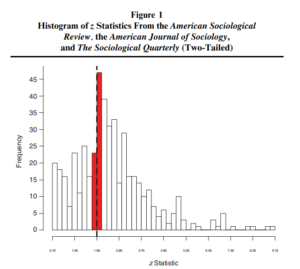 Figure 1
Histogram of z Statistics From the American Sociological
Review, the American Journal of Sociology,
and The Sociological Quarterly (Two-Tailed)
45
40
35
30
25
20
15
10
5
0
Frequency
z Statistic